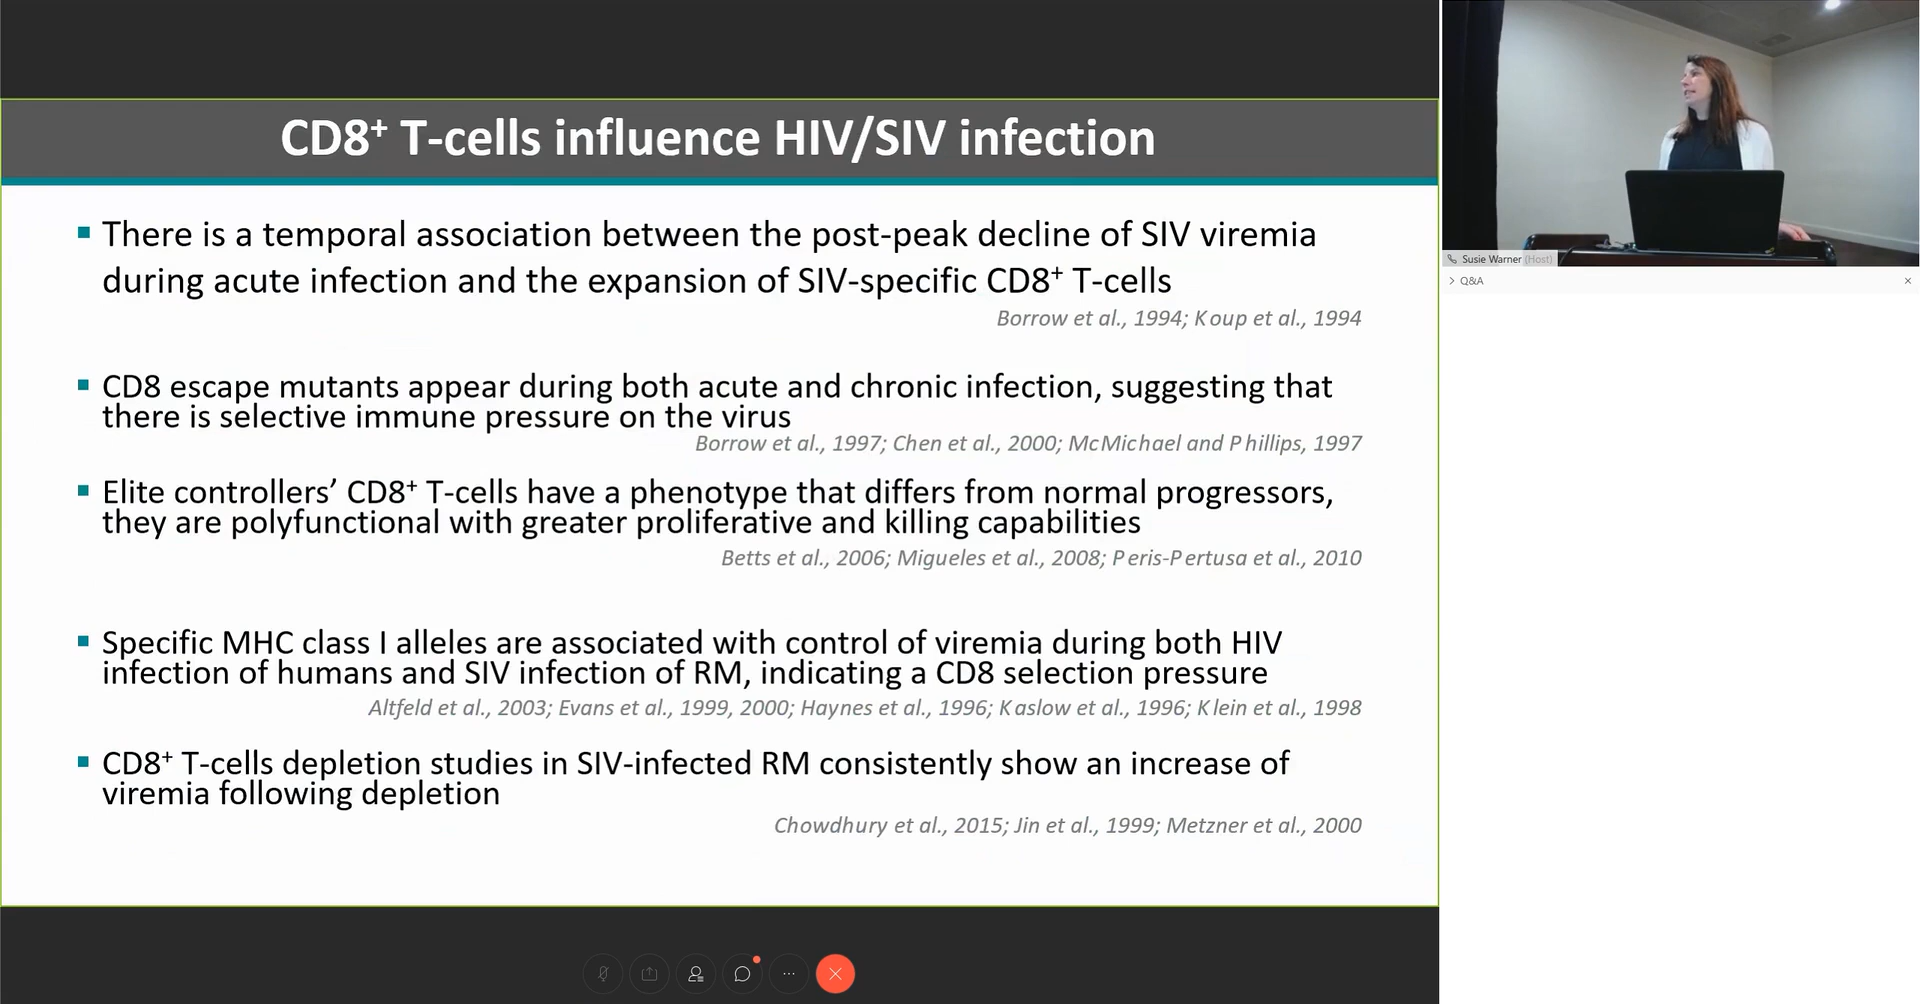 CD8⁺ T-cells influence HIV/SIV infection
There is a temporal association between the post-peak decline of SIV viremia
during acute infection and the expansion of SIV-specific CD8⁺ T-cells
Borrow et al., 1994; Koup et al., 1994
CD8 escape mutants appear during both acute and chronic infection, suggesting that
there is selective immune pressure on the virus
Borrow et al., 1997; Chen et al., 2000; McMichael and Phillips, 1997
Elite controllers’ CD8⁺ T-cells have a phenotype that differs from normal progressors,
they are polyfunctional with greater proliferative and killing capabilities
Betts et al., 2006; Migueles et al., 2008; Peris-Pertusa et al., 2010
Specific MHC class I alleles are associated with control of viremia during both HIV
infection of humans and SIV infection of RM, indicating a CD8 selection pressure
Altfeld et al., 2003; Evans et al., 1999, 2000; Haynes et al., 1996; Kaslow et al., 1996; Klein et al., 1998
CD8⁺ T-cells depletion studies in SIV-infected RM consistently show an increase of
viremia following depletion
Chowdhury et al., 2015; Jin et al., 1999; Metzner et al., 2000
Susie Warner (Host)
Q&A